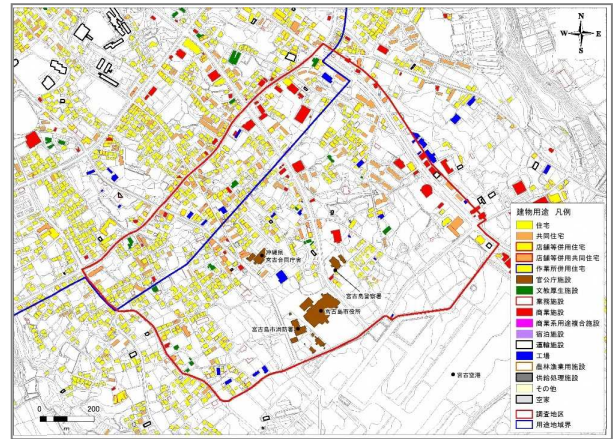 N
W E
S
沖縄県
宮古合同庁舎
宮古島警察署
宮古島市役所
宮古島市消防署
宮古空港
0 200
m
建物用途 凡例
住宅
共同住宅
店舗等併用住宅
店舗等併用共同住宅
作業所併用住宅
官公庁施設
文教厚生施設
業務施設
商業施設
商業系用途複合施設
宿泊施設
運輸施設
工場
農林漁業用施設
供給処理施設
その他
空家
調査地区
用途地域界